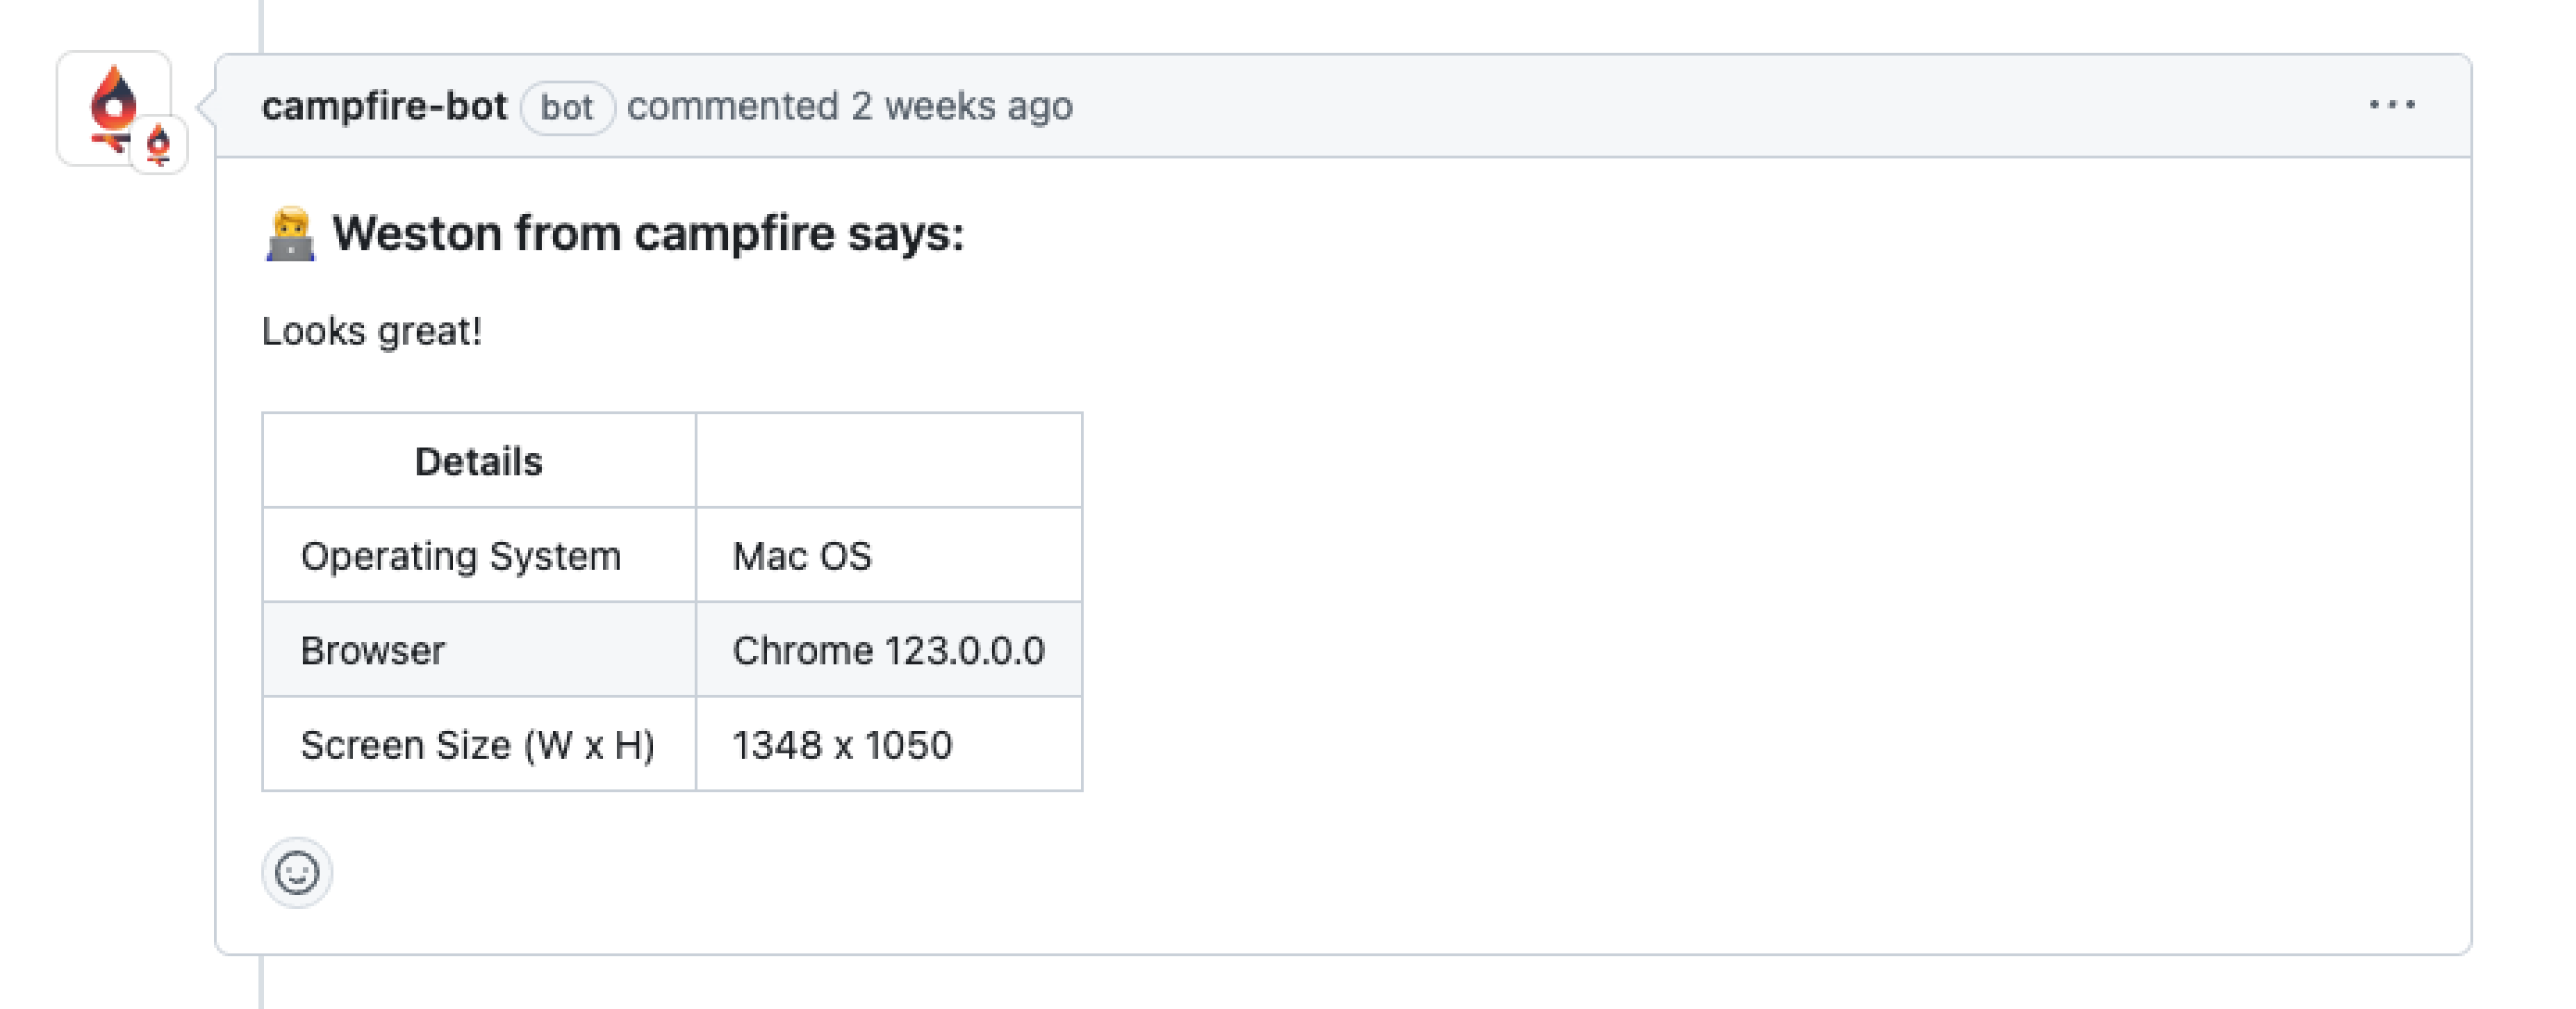 campfire-bot bot commented 2 weeks ago
Weston from campfire says:
Looks great!
Details
Operating System Mac OS
Browser Chrome 123.0.0.0
Screen Size (W x H) 1348 x 1050